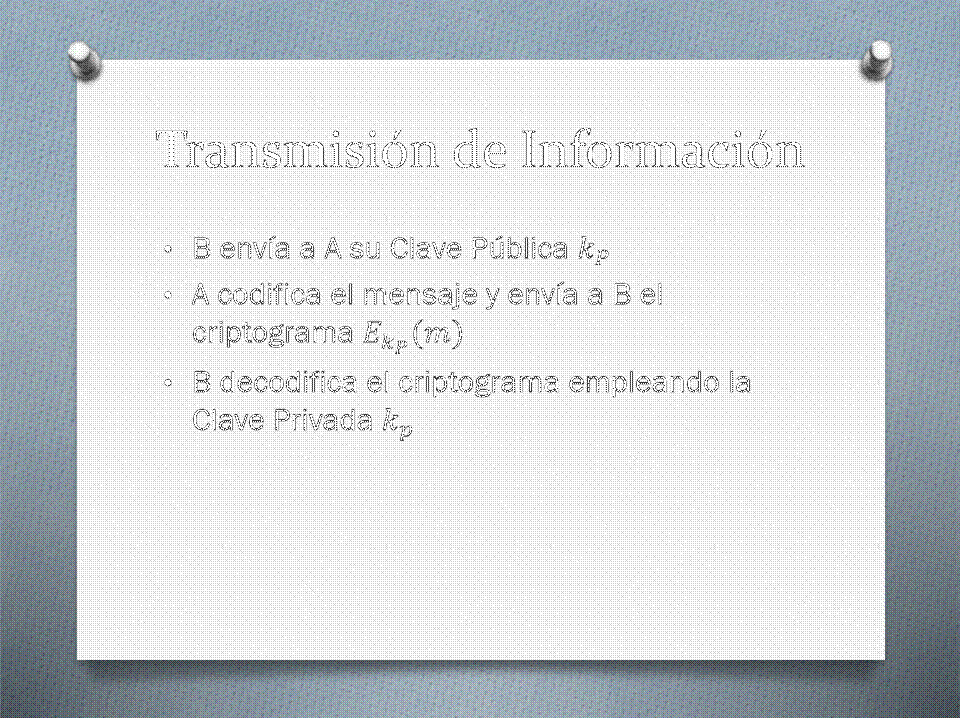 Transmisión de Información
• B envía a A su Clave Pública $k_p$
• A codifica el mensaje y envía a B el
criptograma $E_{k_p}(m)$
• B decodifica el criptograma empleando la
Clave Privada $k_p$